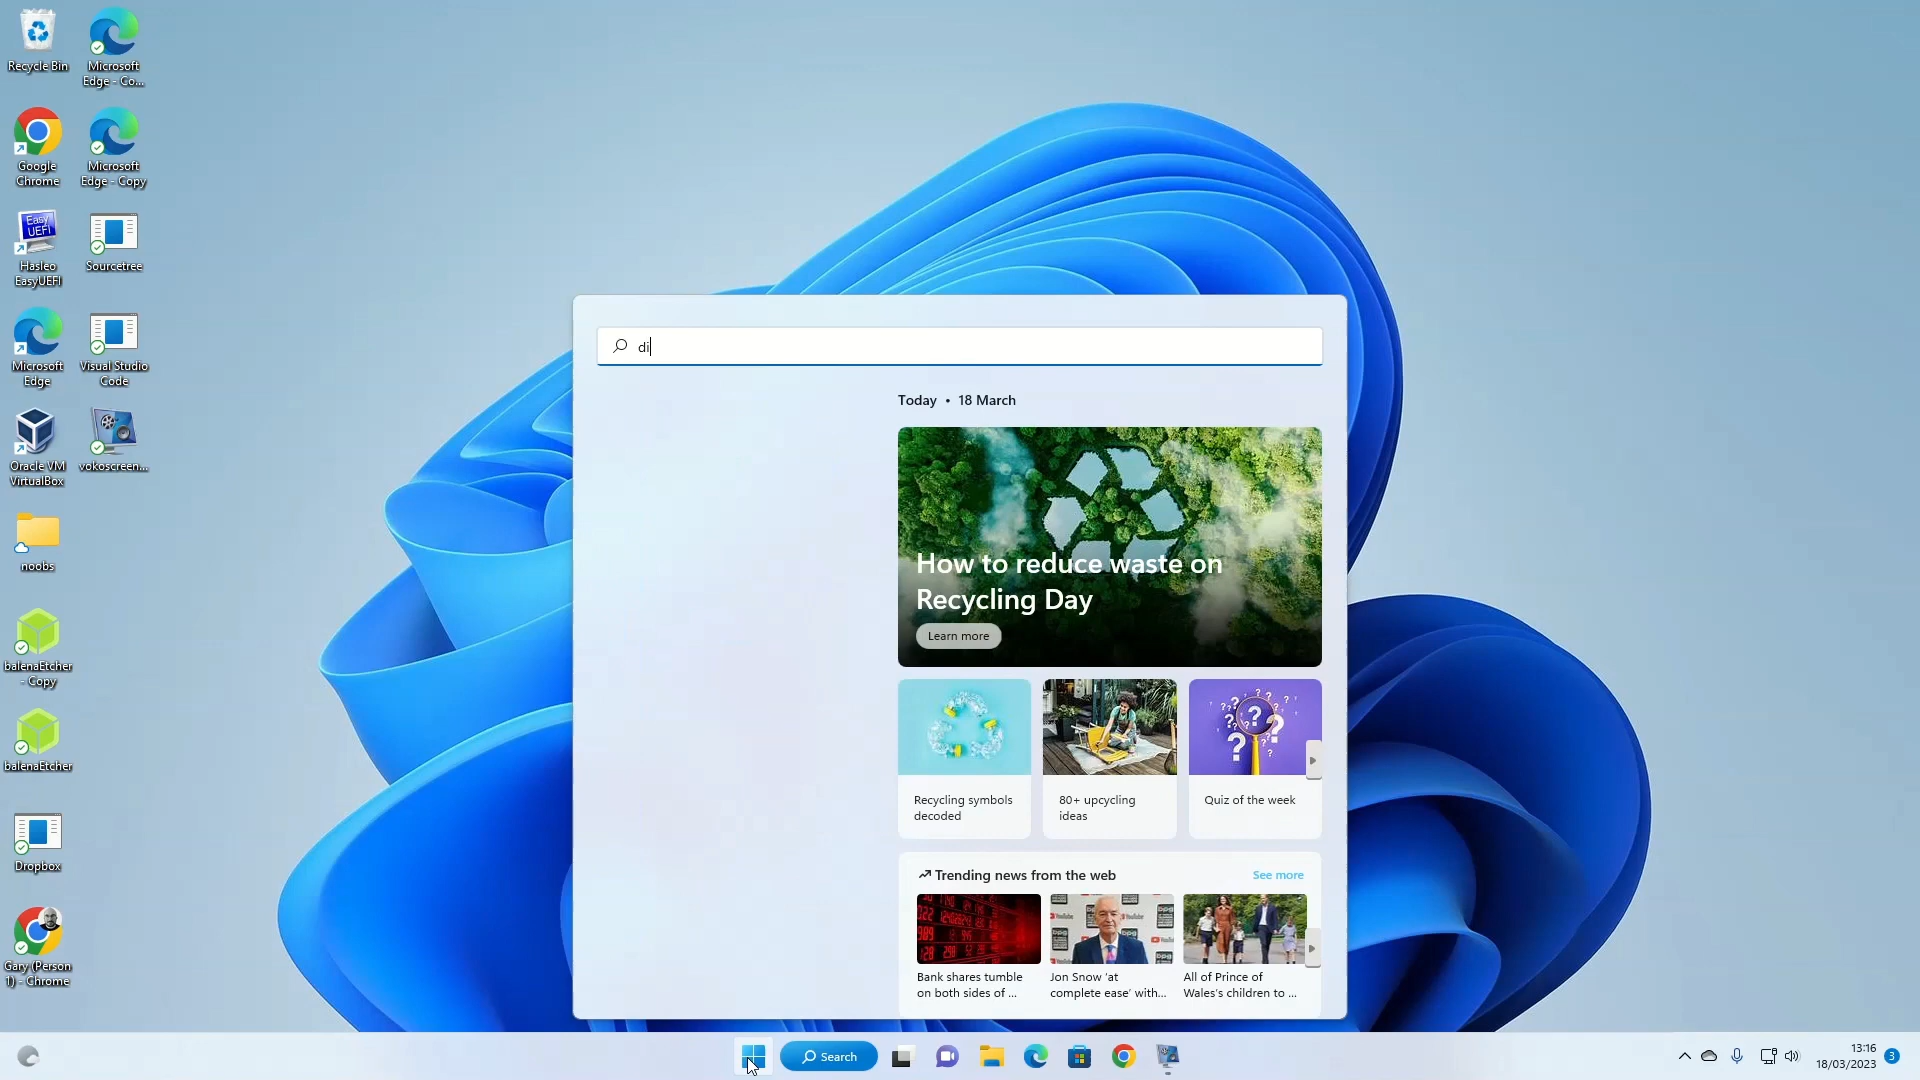 Recycle Bin
Microsoft
Edge - Co...
Google
Chrome
Microsoft
Edge - Copy
Easy
UEFI
Hasleo
EasyUEFI
Sourcetree
Microsoft
Edge
Visual Studio
Code
Oracle VM
VirtualBox
vokoscreen...
noobs
balenaEtcher
- Copy
balenaEtcher
Dropbox
Gary (Person
1) - Chrome
di
Today • 18 March
How to reduce waste on
Recycling Day
Learn more
Recycling symbols
decoded
80+ upcycling
ideas
Quiz of the week
Trending news from the web
See more
Bank shares tumble
on both sides of ...
Jon Snow 'at
complete ease' with...
All of Prince of
Wales's children to ...
Search
13:16
18/03/2023
3